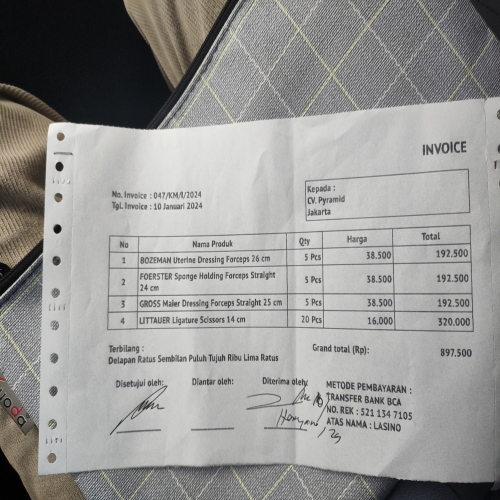 INVOICE
No. Invoice : 047/KM/I/2024
Tgl. Invoice : 10 Januari 2024
Kepada :
CV. Pyramid
Jakarta
No Nama Produk Qty Harga Total
1 BOZEMAN Uterine Dressing Forceps 26 cm 5 Pcs 38.500 192.500
2 FOERSTER Sponge Holding Forceps Straight 24 cm 5 Pcs 38.500 192.500
3 GROSS Maier Dressing Forceps Straight 25 cm 5 Pcs 38.500 192.500
4 LITTAUER Ligature Scissors 14 cm 20 Pcs 16,000 320.000
Terbilang :
Delapan Ratus Sembilan Puluh Tujuh Ribu Lima Ratus
Grand total (Rp): 897.500
Disetujui oleh: Diantar oleh: Diterima oleh:
METODE PEMBAYARAN :
TRANSFER BANK BCA
NO. REK : 521 134 7105
ATAS NAMA : LASINO